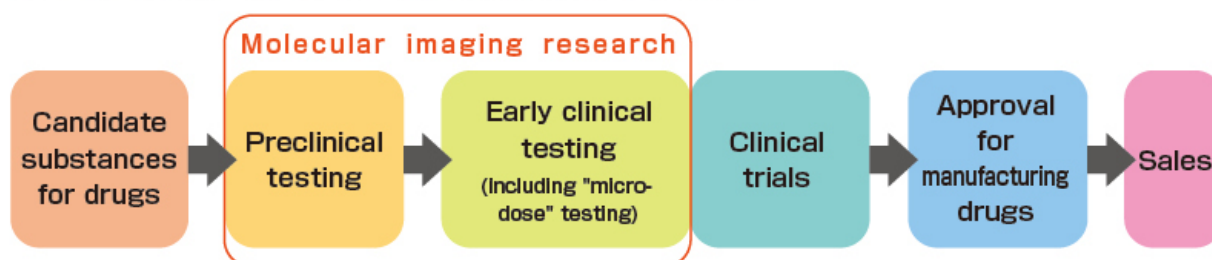 Molecular imaging research
Candidate
substances
for drugs
Preclinical
testing
Early clinical
testing
(including "micro-
dose" testing)
Clinical
trials
Approval
for
manufacturing
drugs
Sales